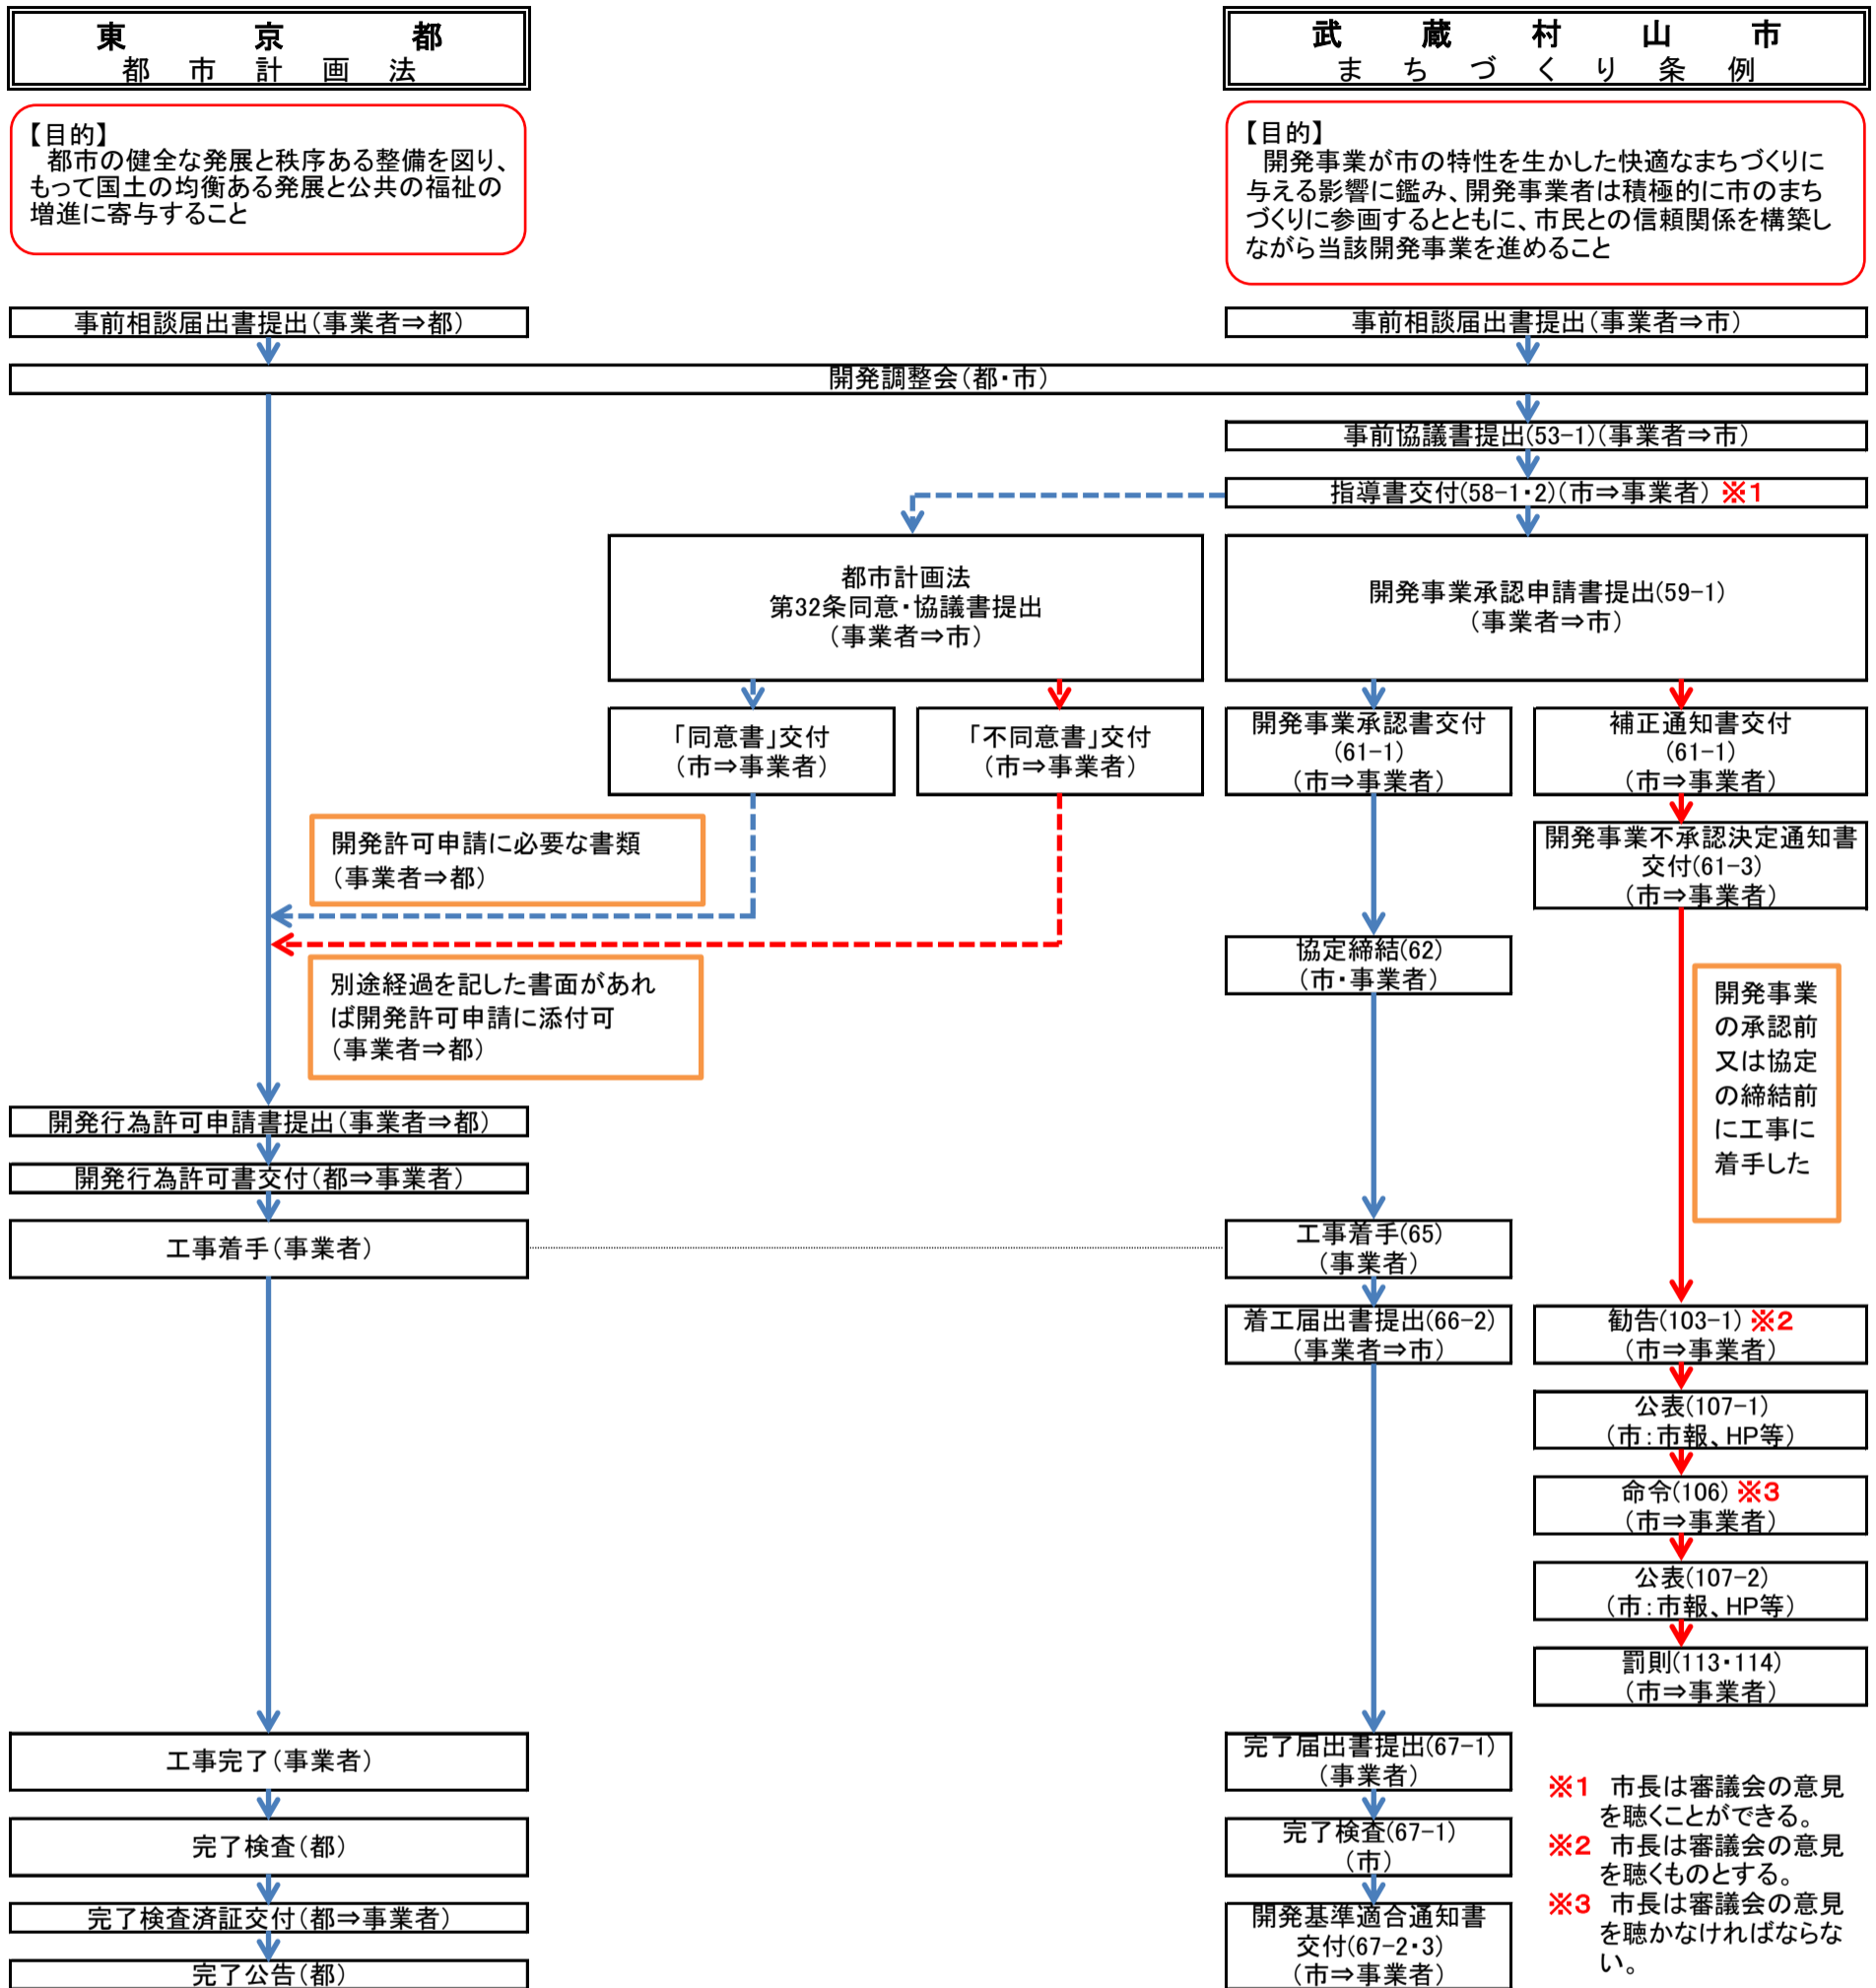 東京都
都市計画法
武蔵村山市
まちづくり条例
【目的】
都市の健全な発展と秩序ある整備を図り、
もって国土の均衡ある発展と公共の福祉の
増進に寄与すること
【目的】
開発事業が市の特性を生かした快適なまちづくりに
与える影響に鑑み、開発事業者は積極的に市のまち
づくりに参画するとともに、市民との信頼関係を構築し
ながら当該開発事業を進めること
事前相談届出書提出(事業者⇒都)
事前相談届出書提出(事業者⇒市)
開発調整会(都・市)
事前協議書提出(53-1)(事業者⇒市)
指導書交付(58-1・2)(市⇒事業者) ※1
都市計画法
第32条同意・協議書提出
(事業者⇒市)
開発事業承認申請書提出(59-1)
(事業者⇒市)
「同意書」交付
(市⇒事業者)
「不同意書」交付
(市⇒事業者)
開発事業承認書交付
(61-1)
(市⇒事業者)
補正通知書交付
(61-1)
(市⇒事業者)
開発許可申請に必要な書類
(事業者⇒都)
開発事業不承認決定通知書
交付(61-3)
(市⇒事業者)
別途経過を記した書面があれ
ば開発許可申請に添付可
(事業者⇒都)
協定締結(62)
(市・事業者)
開発事業
の承認前
又は協定
の締結前
に工事に
着手した
開発行為許可申請書提出(事業者⇒都)
開発行為許可書交付(都⇒事業者)
工事着手(事業者)
工事着手(65)
(事業者)
着工届出書提出(66-2)
(事業者⇒市)
勧告(103-1) ※2
(市⇒事業者)
公表(107-1)
(市:市報、HP等)
命令(106) ※3
(市⇒事業者)
公表(107-2)
(市:市報、HP等)
罰則(113・114)
(市⇒事業者)
工事完了(事業者)
完了届出書提出(67-1)
(事業者)
完了検査(都)
完了検査(67-1)
(市)
完了検査済証交付(都⇒事業者)
開発基準適合通知書
交付(67-2・3)
(市⇒事業者)
完了公告(都)
※1 市長は審議会の意見
を聴くことができる。
※2 市長は審議会の意見
を聴くものとする。
※3 市長は審議会の意見
を聴かなければならな
い。